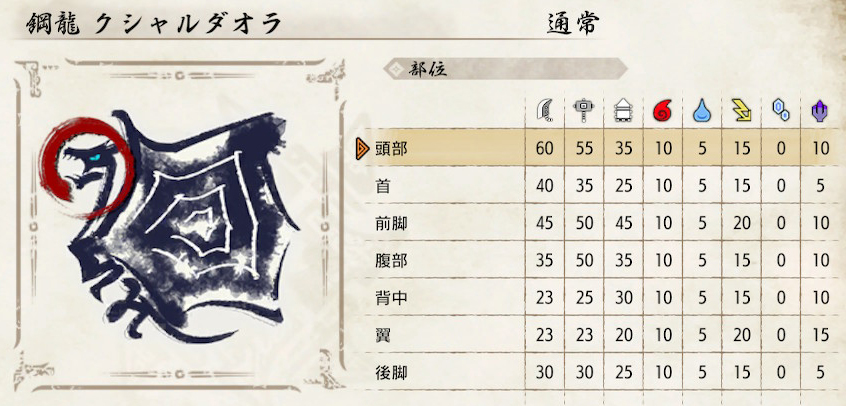 鋼龍 クシャルダオラ 通常
部位
頭部 60 55 35 10 5 15 0 10
首 40 35 25 10 5 15 0 5
前脚 45 50 45 10 5 20 0 10
腹部 35 50 35 10 5 15 0 10
背中 23 25 30 10 5 15 0 10
翼 23 23 20 10 5 20 0 15
後脚 30 30 25 10 5 15 0 5